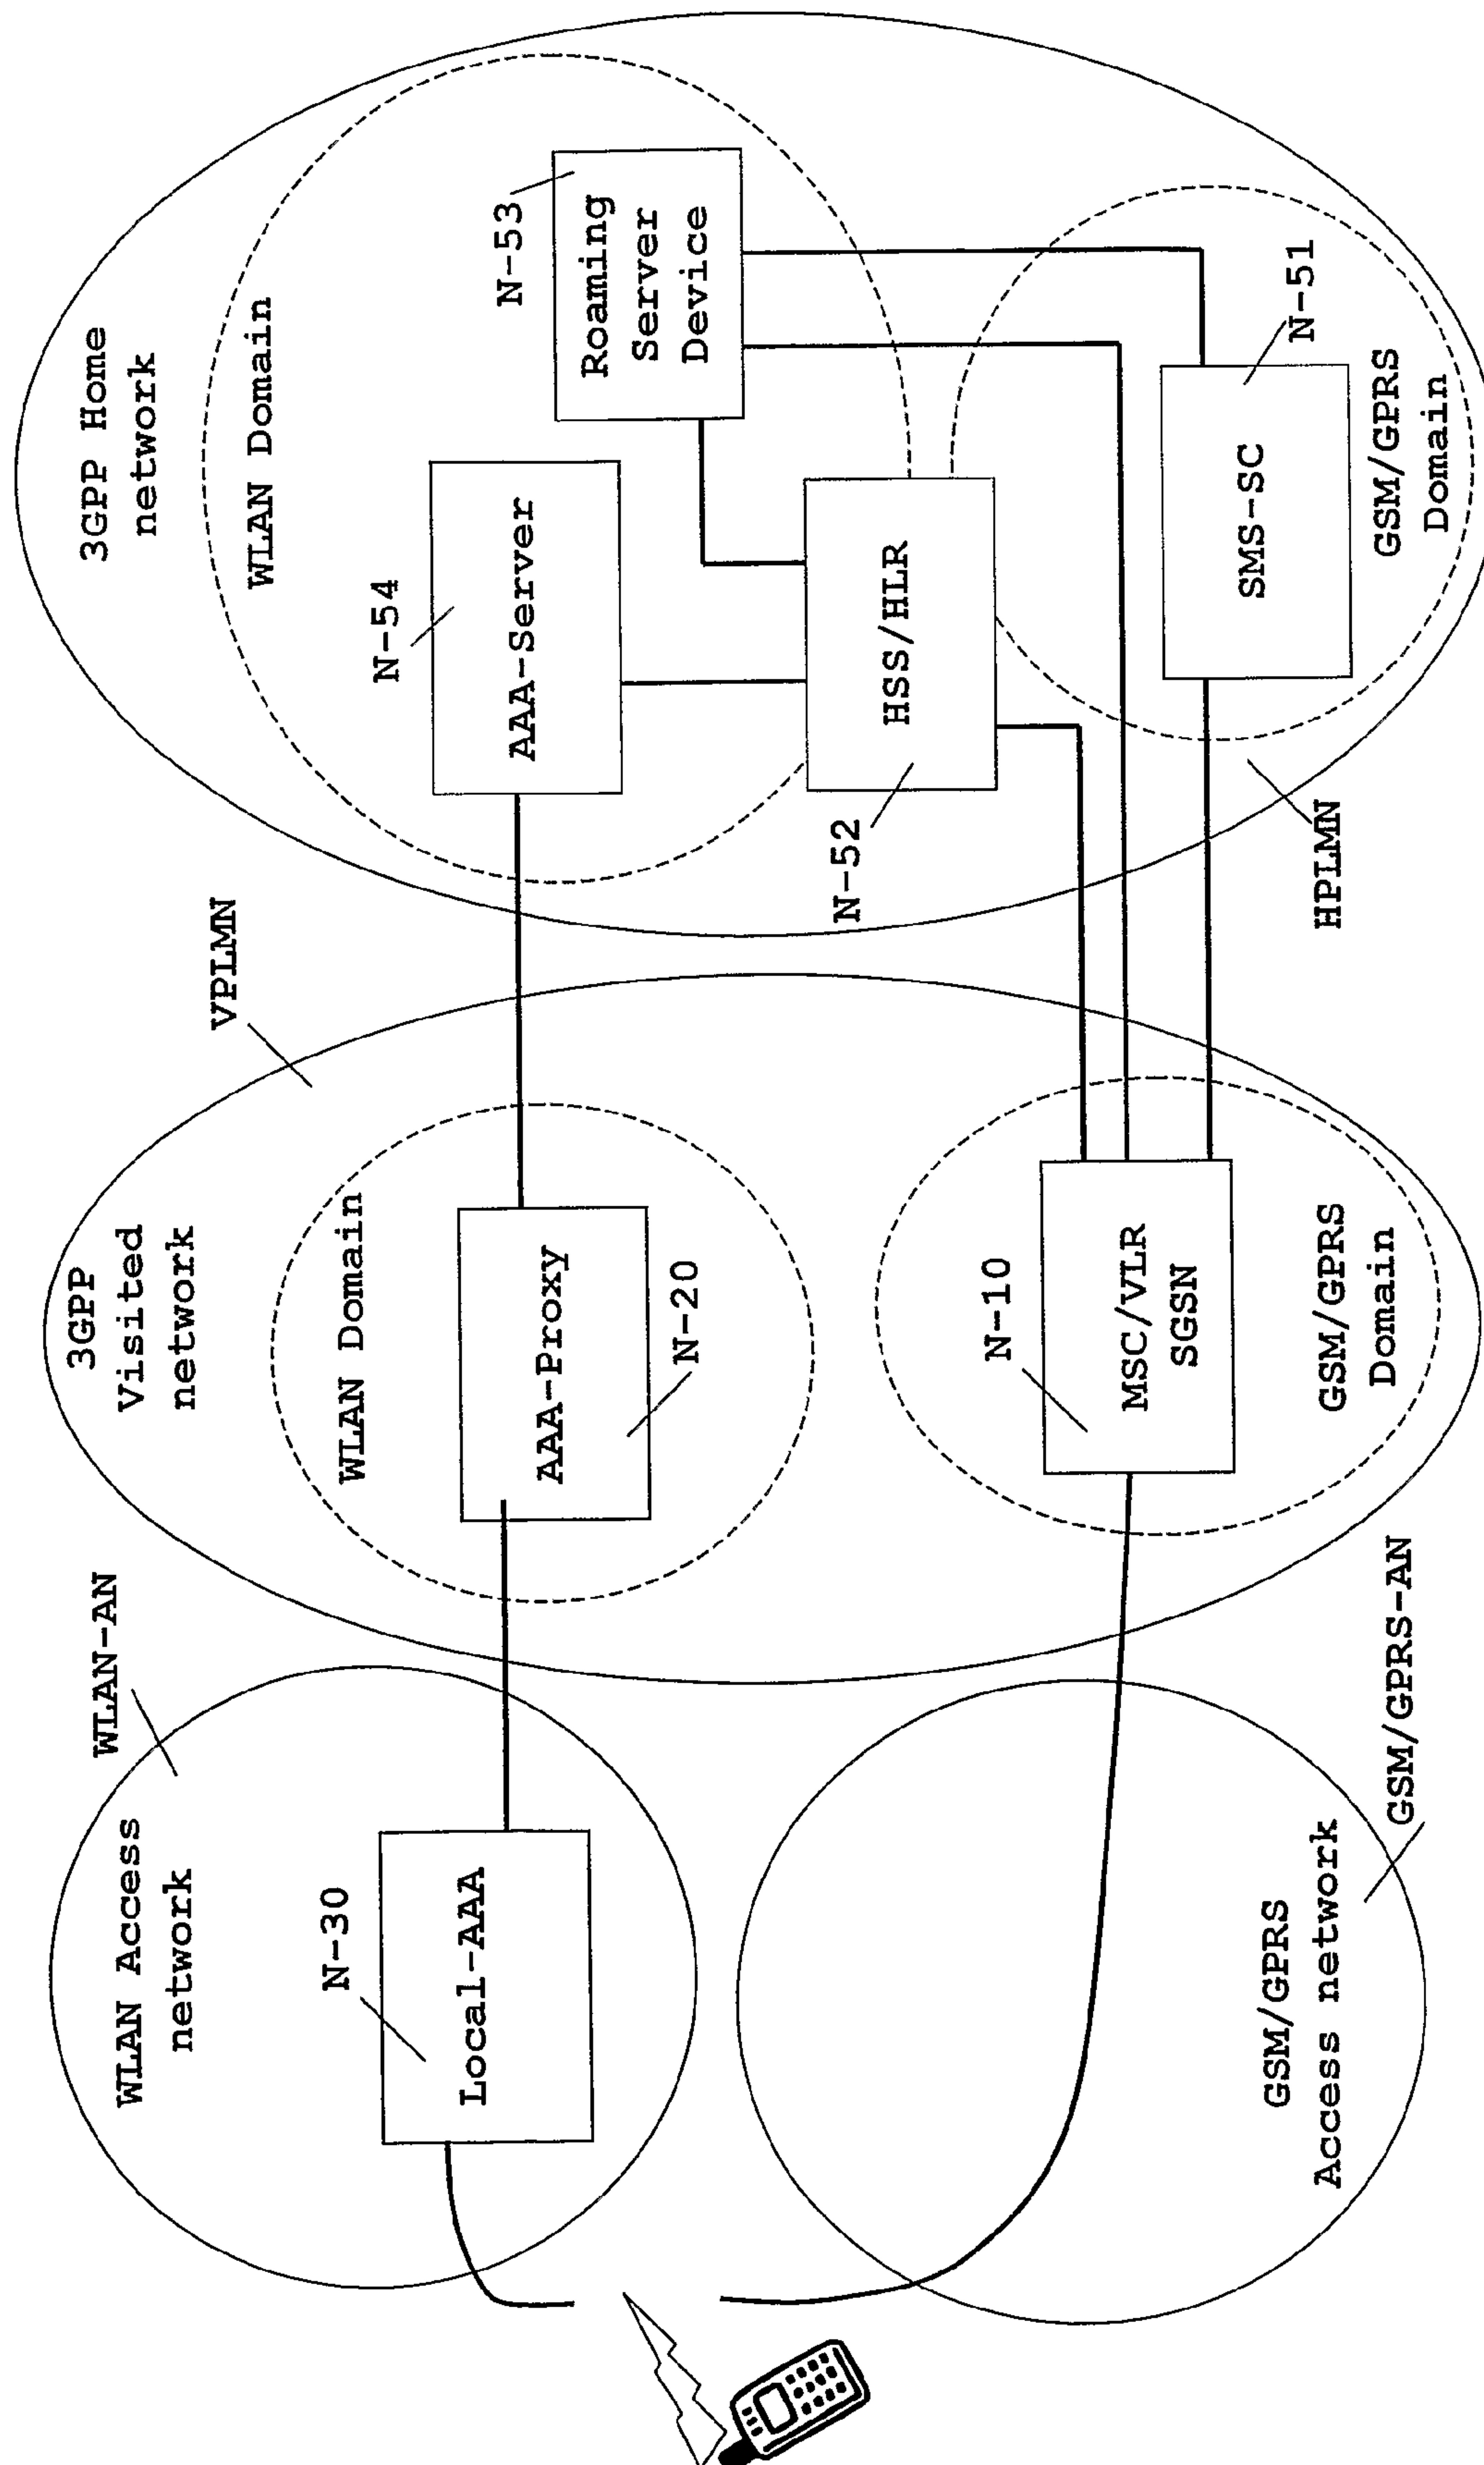 WLAN Access
network
WLAN-AN
N-30
Local-AAA
GSM/GPRS
Access network
GSM/GPRS-AN
3GPP
Visited
network
VPLMN
WLAN Domain
AAA-Proxy
N-20
N-10
MSC/VLR
SGSN
GSM/GPRS
Domain
3GPP Home
network
WLAN Domain
N-54
AAA-Server
N-53
Roaming
Server
Device
N-52
HSS/HLR
N-51
SMS-SC
GSM/GPRS
Domain
HPLMN